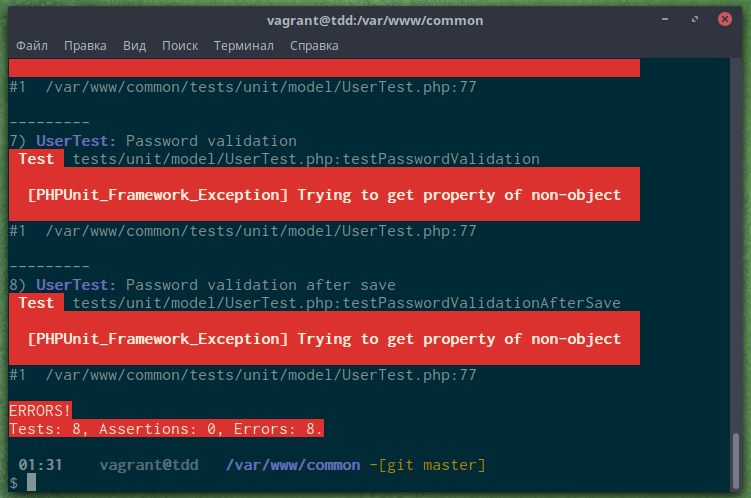 vagrant@tdd:/var/www/common
Файл Правка Вид Поиск Терминал Справка
#1 /var/www/common/tests/unit/model/UserTest.php:77
---------
7) UserTest: Password validation
Test tests/unit/model/UserTest.php:testPasswordValidation
[PHPUnit_Framework_Exception] Trying to get property of non-object
#1 /var/www/common/tests/unit/model/UserTest.php:77
---------
8) UserTest: Password validation after save
Test tests/unit/model/UserTest.php:testPasswordValidationAfterSave
[PHPUnit_Framework_Exception] Trying to get property of non-object
#1 /var/www/common/tests/unit/model/UserTest.php:77
ERRORS!
Tests: 8, Assertions: 0, Errors: 8.
01:31 vagrant@tdd /var/www/common -[git master]
$